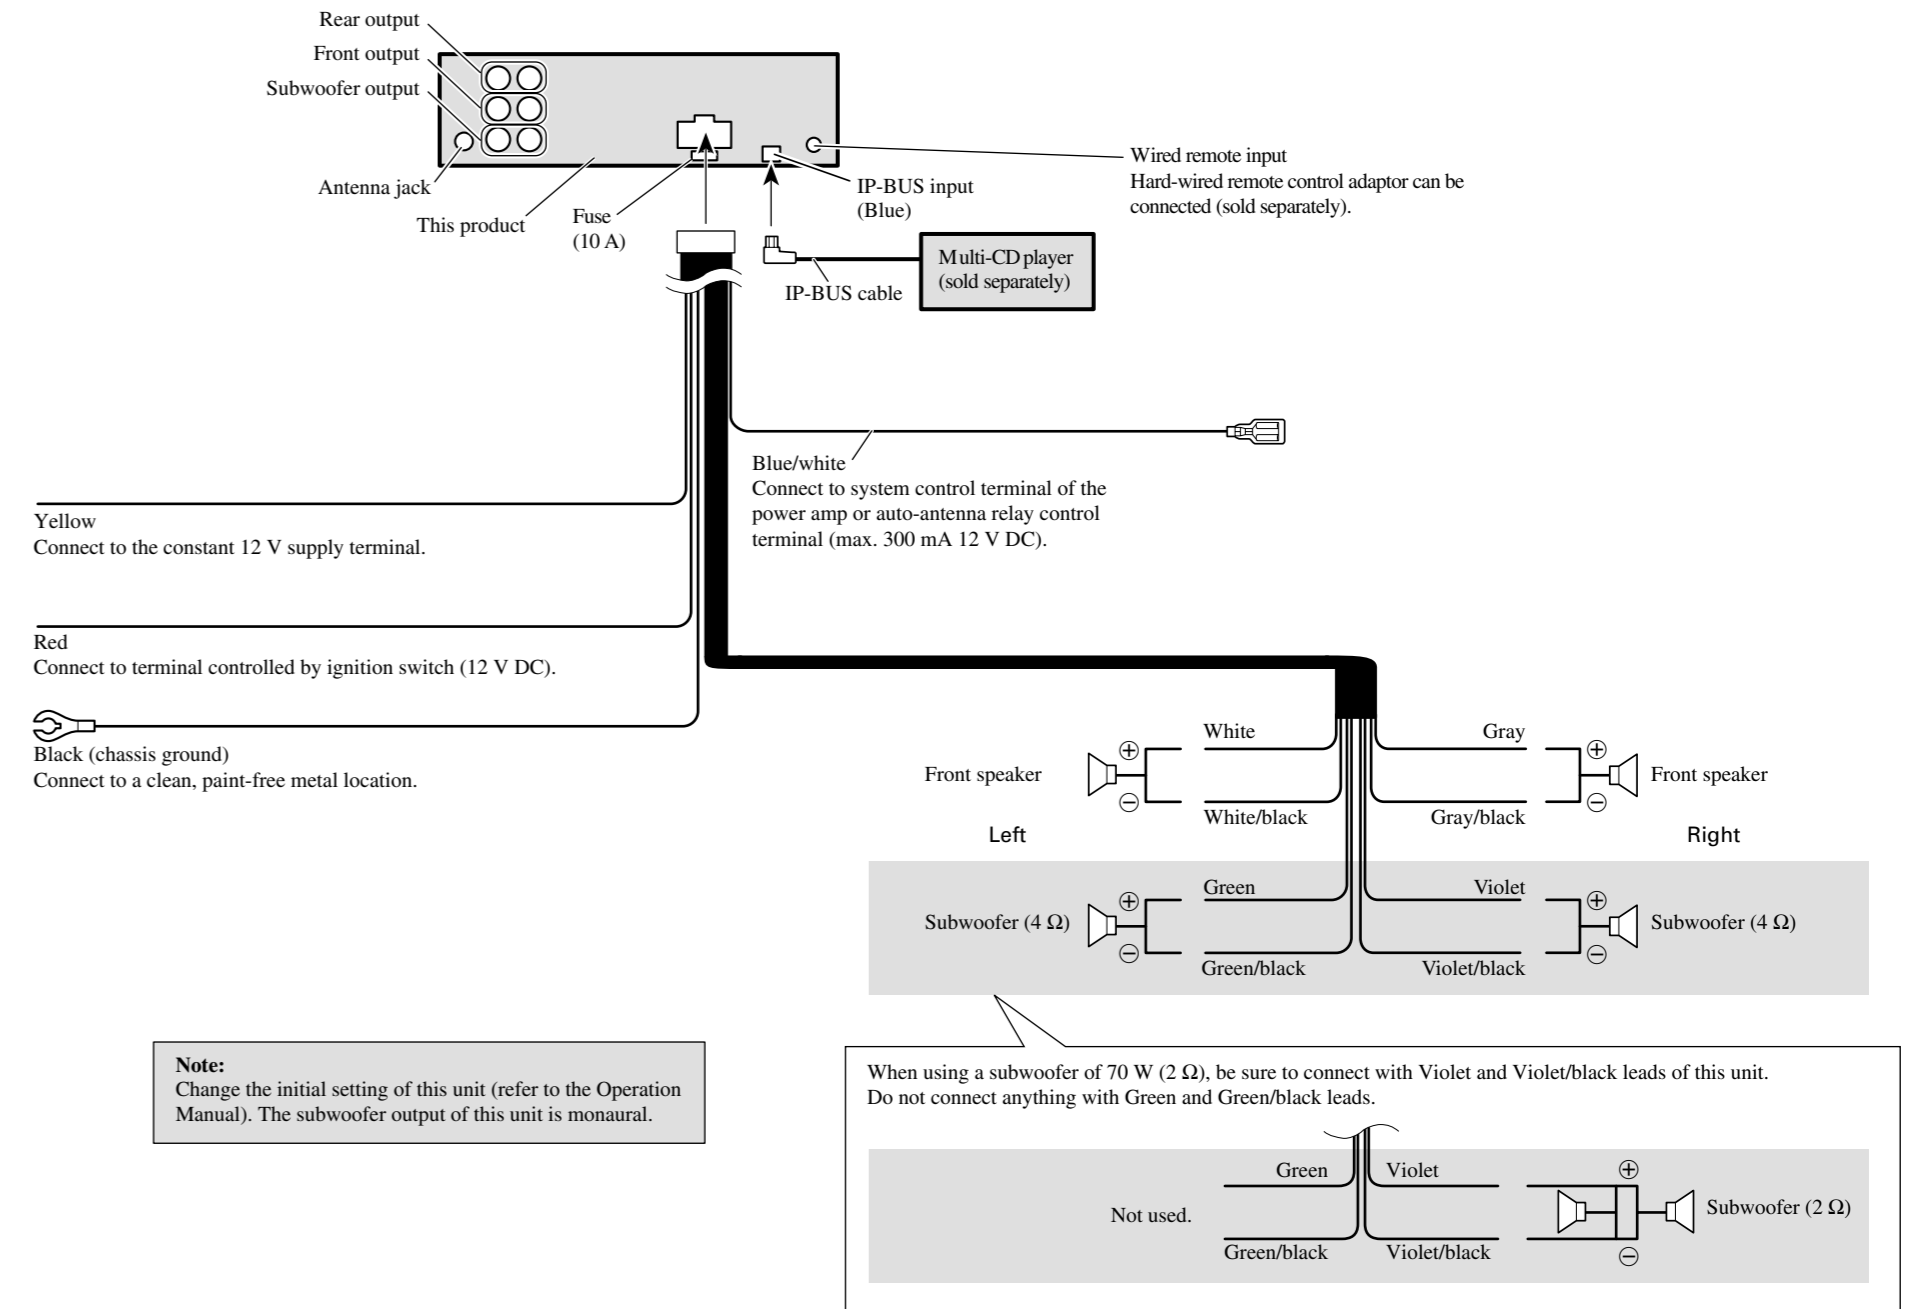 Rear output
Front output
Subwoofer output
Antenna jack
This product
Fuse
(10 A)
IP-BUS input
(Blue)
Wired remote input
Hard-wired remote control adaptor can be
connected (sold separately).
Multi-CD player
(sold separately)
IP-BUS cable
Blue/white
Connect to system control terminal of the
power amp or auto-antenna relay control
terminal (max. 300 mA 12 V DC).
Yellow
Connect to the constant 12 V supply terminal.
Red
Connect to terminal controlled by ignition switch (12 V DC).
Black (chassis ground)
Connect to a clean, paint-free metal location.
White
Gray
Front speaker
⊕
⊕
Front speaker
⊖
⊖
White/black
Gray/black
Left
Right
Green
Violet
Subwoofer (4 Ω)
⊕
⊕
Subwoofer (4 Ω)
⊖
⊖
Green/black
Violet/black
Note:
Change the initial setting of this unit (refer to the Operation
Manual). The subwoofer output of this unit is monaural.
When using a subwoofer of 70 W (2 Ω), be sure to connect with Violet and Violet/black leads of this unit.
Do not connect anything with Green and Green/black leads.
Green
Violet
⊕
Not used.
Subwoofer (2 Ω)
Green/black
Violet/black
⊖